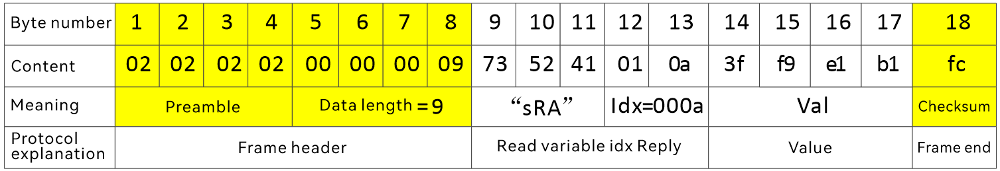 Byte number 1 2 3 4 5 6 7 8 9 10 11 12 13 14 15 16 17 18
Content 02 02 02 02 00 00 00 09 73 52 41 01 0a 3f f9 e1 b1 fc
Meaning Preamble Data length = 9 “sRA” Idx=000a Val Checksum
Protocol
explanation Frame header Read variable idx Reply Value Frame end